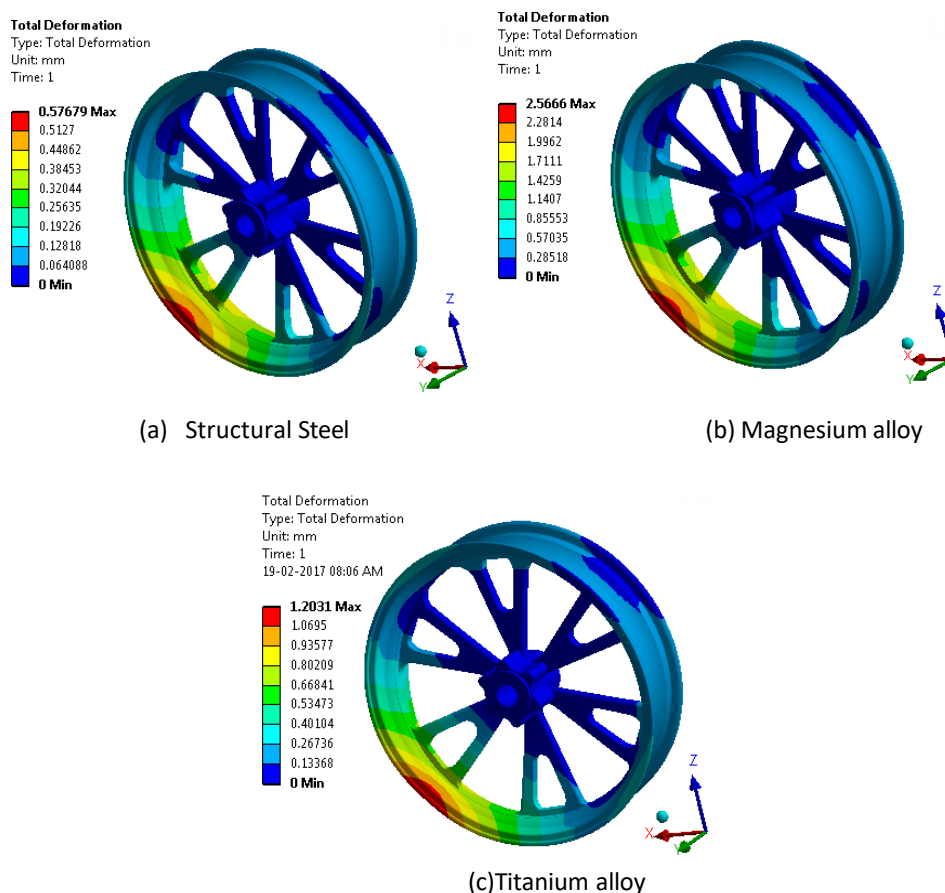 Total Deformation
Type: Total Deformation
Unit: mm
Time: 1
0.57679 Max
0.5127
0.44862
0.38453
0.32044
0.25635
0.19226
0.12818
0.064088
0 Min
Z
X
Y
(a) Structural Steel
Total Deformation
Type: Total Deformation
Unit: mm
Time: 1
2.5666 Max
2.2814
1.9962
1.7111
1.4259
1.1407
0.85553
0.57035
0.28518
0 Min
Z
X
Y
(b) Magnesium alloy
Total Deformation
Type: Total Deformation
Unit: mm
Time: 1
19-02-2017 08:06 AM
1.2031 Max
1.0695
0.93577
0.80209
0.66841
0.53473
0.40104
0.26736
0.13368
0 Min
Z
X
Y
(c)Titanium alloy